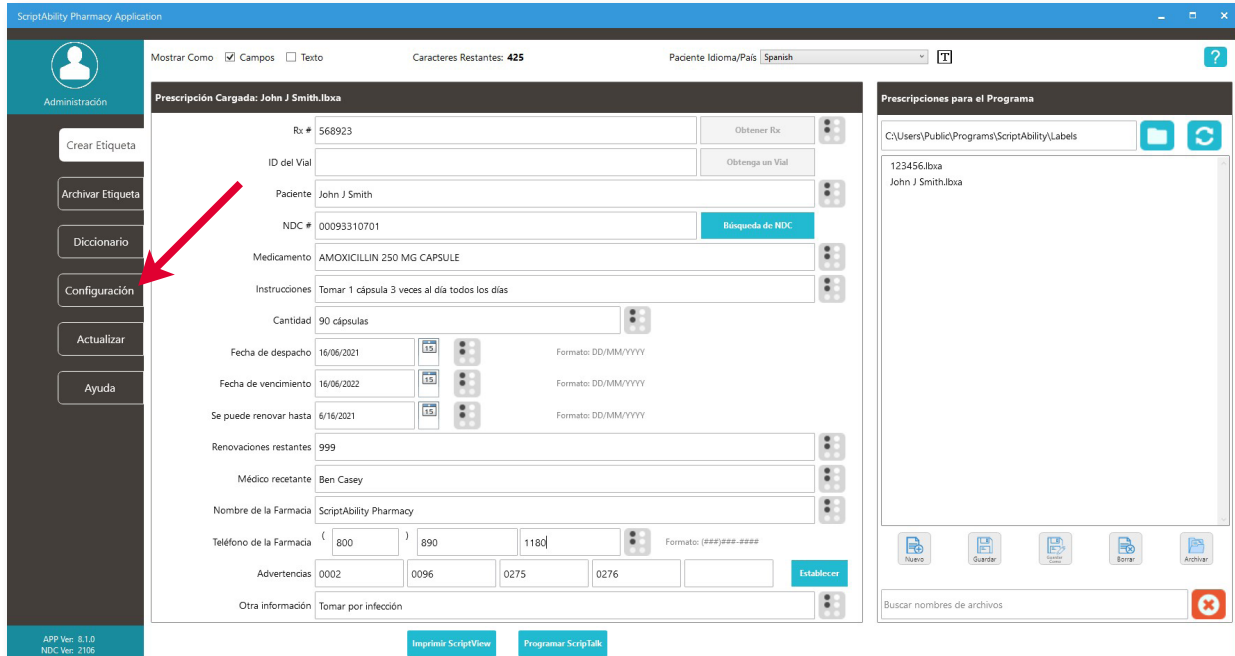 ScriptAbility Pharmacy Application
Administración
Mostrar Como Campos Texto Caracteres Restantes: 425 Paciente Idioma/País Spanish T ?
Crear Etiqueta
Archivar Etiqueta
Diccionario
Configuración
Actualizar
Ayuda
APP Ver: 8.1.0
NDC Ver: 2106
Prescripción Cargada: John J Smith.lbxa
Rx # 568923 Obtener Rx
ID del Vial Obtenga un Vial
Paciente John J Smith
NDC # 00093310701 Búsqueda de NDC
Medicamento AMOXICILLIN 250 MG CAPSULE
Instrucciones Tomar 1 cápsula 3 veces al día todos los días
Cantidad 90 cápsulas
Fecha de despacho 16/06/2021 15 Formato: DD/MM/YYYY
Fecha de vencimiento 16/06/2022 15 Formato: DD/MM/YYYY
Se puede renovar hasta 6/16/2021 15 Formato: DD/MM/YYYY
Renovaciones restantes 999
Médico recetante Ben Casey
Nombre de la Farmacia ScriptAbility Pharmacy
Teléfono de la Farmacia ( 800 ) 890 1180 Formato: (###)###-####
Advertencias 0002 0096 0275 0276 Establecer
Otra información Tomar por infección
Imprimir ScriptView Programar ScripTalk
Prescripciones para el Programa
C:\Users\Public\Programs\ScriptAbility\Labels
123456.lbxa
John J Smith.lbxa
Nuevo Guardar Guardar Como Borrar Archivar
Buscar nombres de archivos